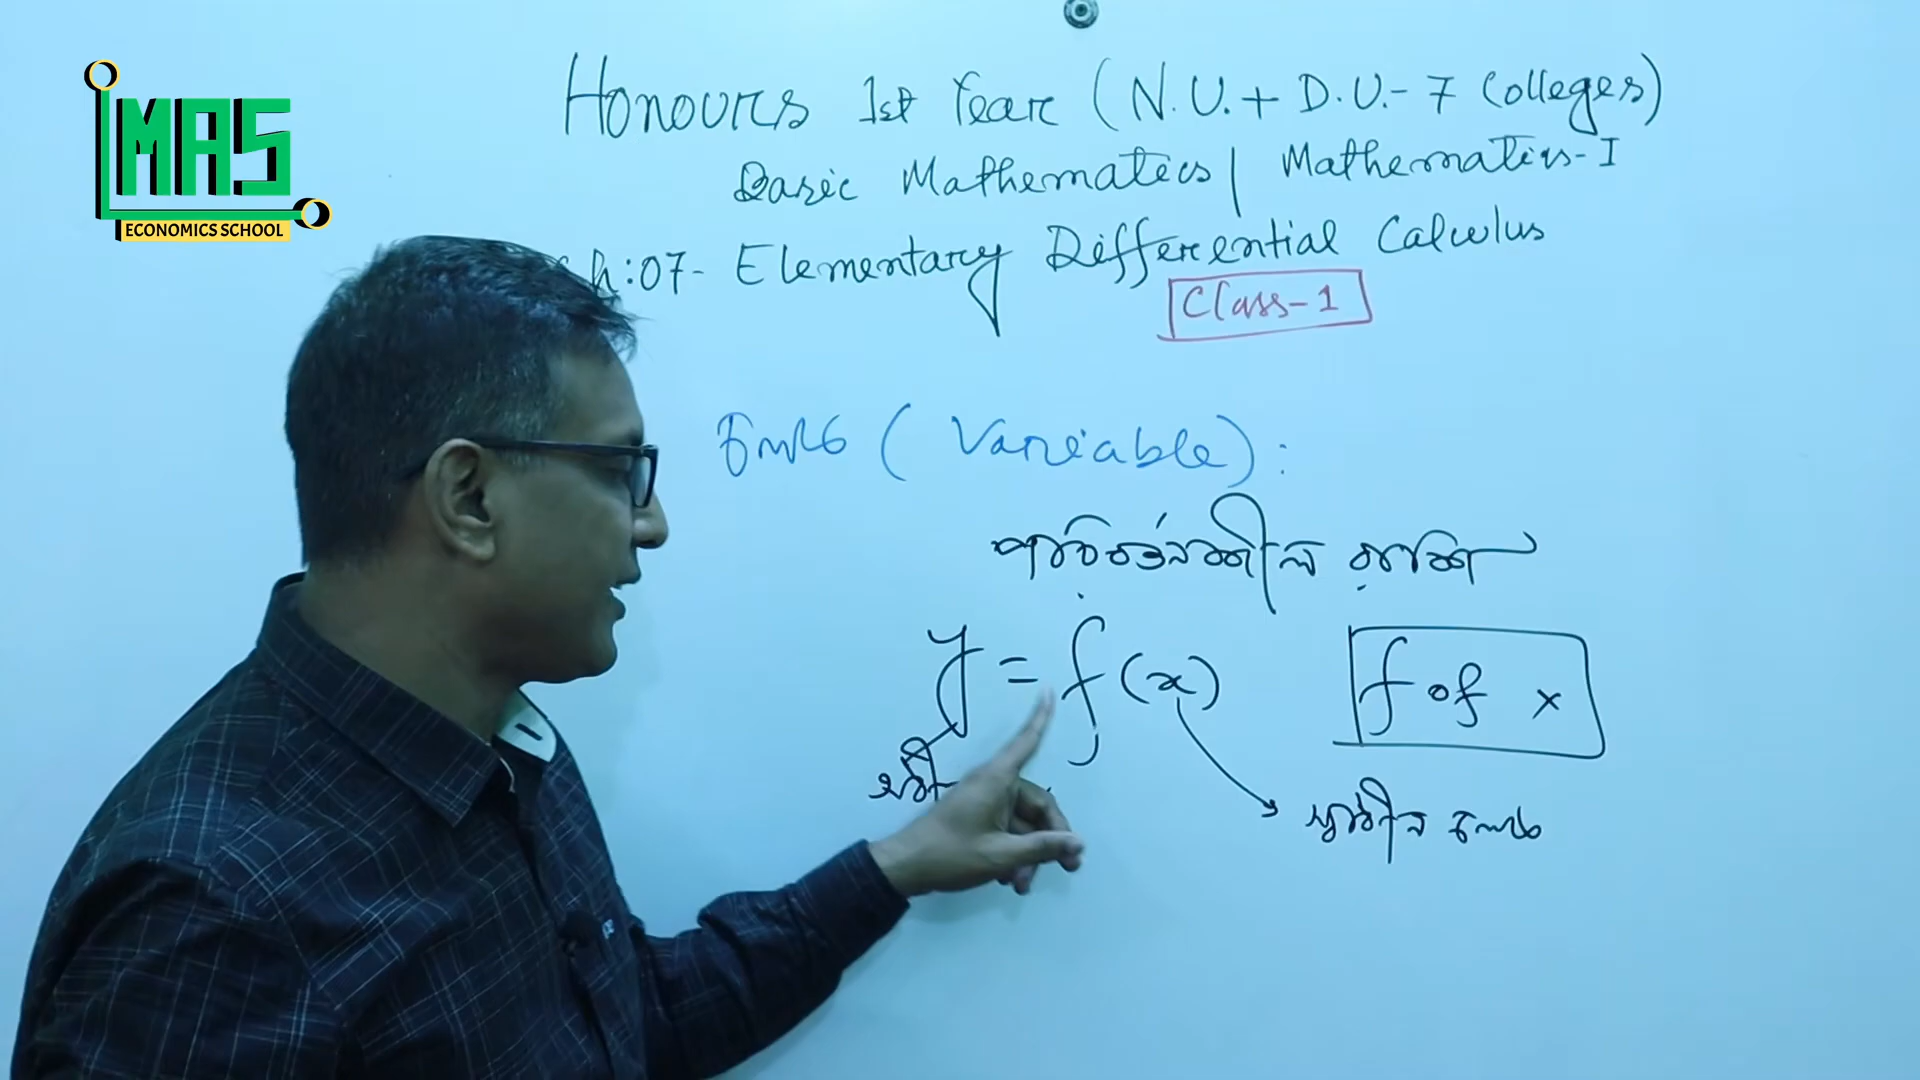 MAS
ECONOMICS SCHOOL
Honours 1st Year (N.U.+ D.U.- 7 Colleges)
Basic Mathematics | Mathematics-I
Ch:07- Elementary Differential Calculus
Class-1
চলক ( Variable ) :
পরিবর্তনশীল রাশি
y = f (x)
f of x
অধী
স্বাধীন চলক